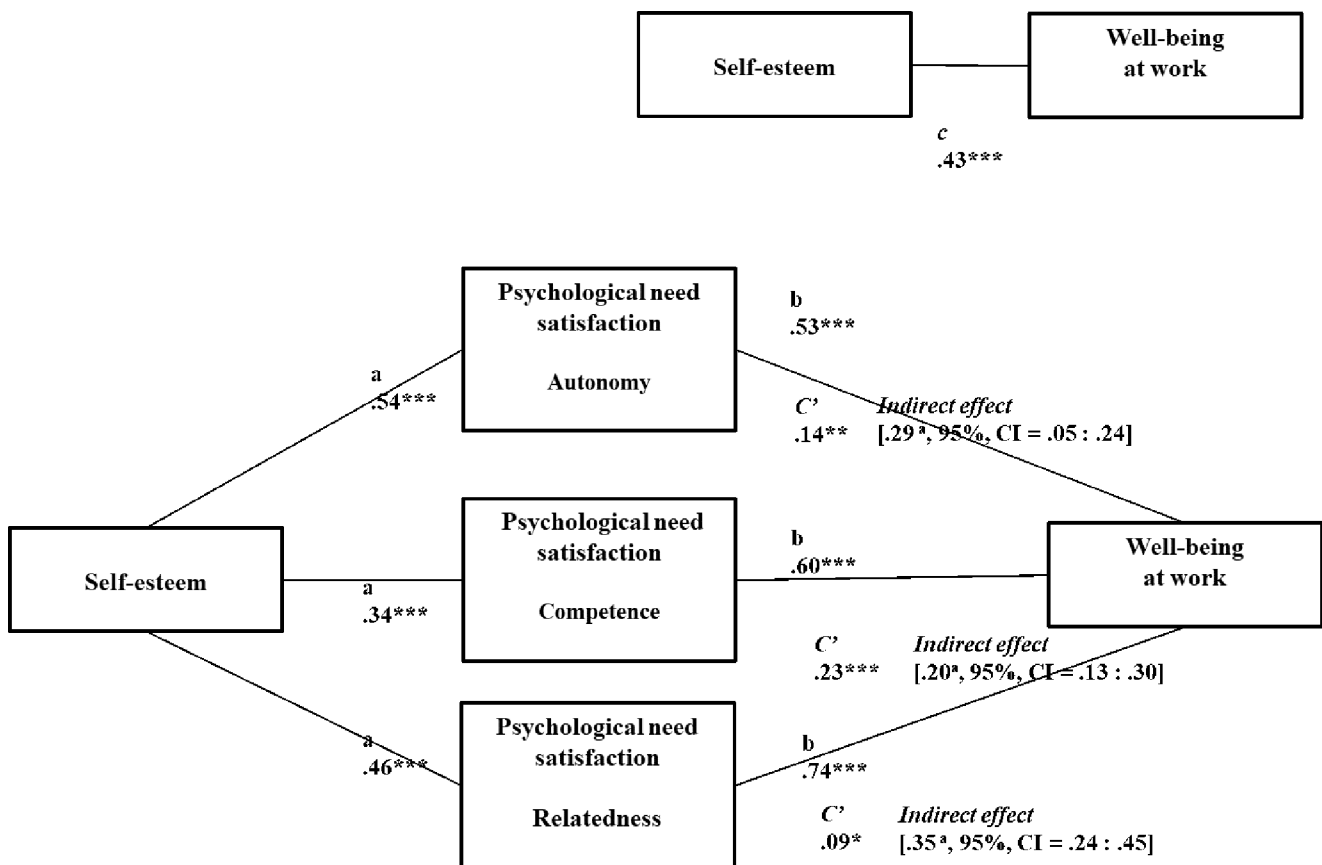 Self-esteem
Well-being
at work
c
.43***
Psychological need
satisfaction
Autonomy
a
.54***
b
.53***
C’ Indirect effect
.14** [.29 a, 95%, CI = .05 : .24]
Self-esteem
Psychological need
satisfaction
Competence
a
.34***
b
.60***
Well-being
at work
C’ Indirect effect
.23*** [.20a, 95%, CI = .13 : .30]
Psychological need
satisfaction
Relatedness
a
.46***
b
.74***
C’ Indirect effect
.09* [.35 a, 95%, CI = .24 : .45]